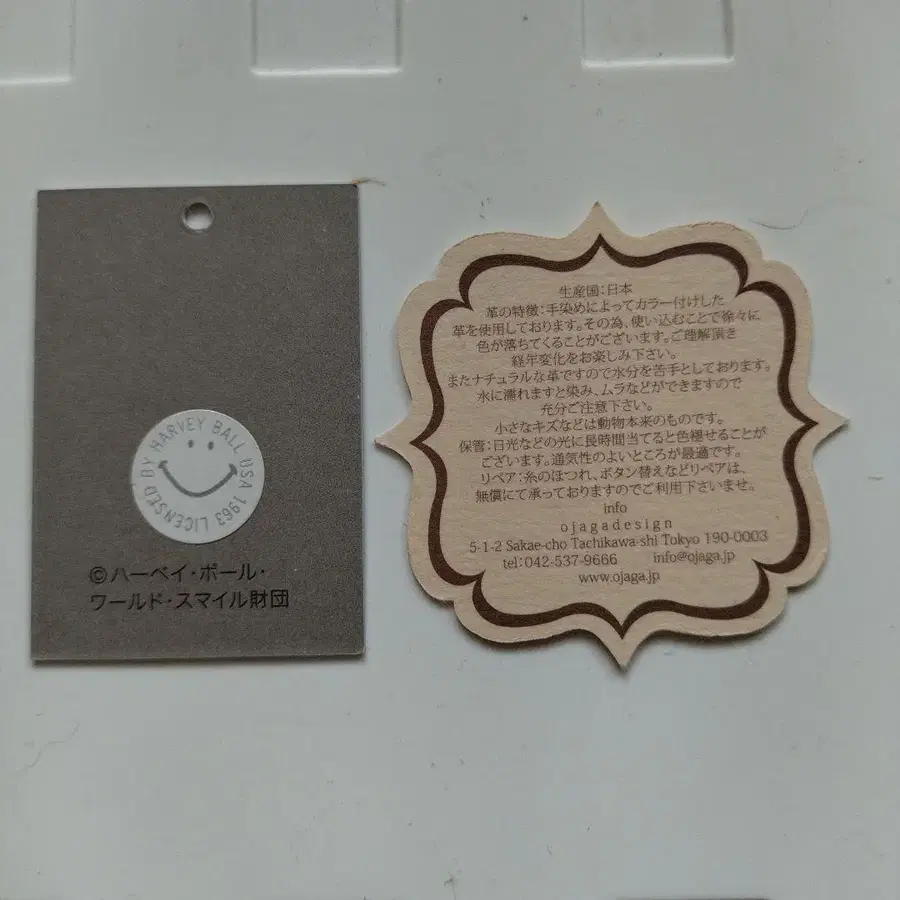 LICENSED BY HARVEY BALL USA 1963
©ハーベイ・ボール・
ワールド・スマイル財団
生産国：日本
革の特徴：手染めによってカラー付けした
革を使用しております。その為、使い込むことで徐々に
色が落ちてくることがございます。ご理解頂き
経年変化をお楽しみ下さい。
またナチュラルな革ですので水分を苦手としております。
水に濡れますと染み、ムラなどができますので
充分ご注意下さい。
小さなキズなどは動物本来のものです。
保管：日光などの光に長時間当てると色褪せることが
ございます。通気性のよいところが最適です。
リペア：糸のほつれ、ボタン替えなどリペアは、
無償にて承っておりますのでご利用下さいませ。
info
ojagadesign
5-1-2 Sakae-cho Tachikawa-shi Tokyo 190-0003
tel:042-537-9666 info@ojaga.jp
www.ojaga.jp